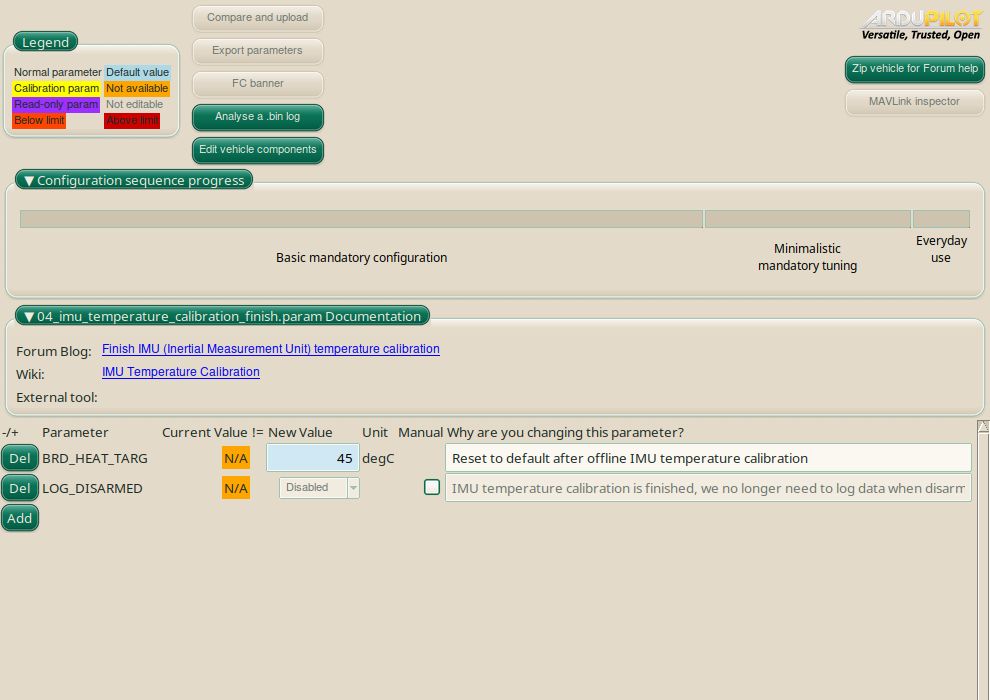 Compare and upload
Export parameters
FC banner
Analyse a .bin log
Edit vehicle components
Legend
Normal parameter Default value
Calibration param Not available
Read-only param Not editable
Below limit Above limit
ARDUPILOT
Versatile, Trusted, Open
Zip vehicle for Forum help
MAVLink inspector
▼ Configuration sequence progress
Basic mandatory configuration
Minimalistic
mandatory tuning
Everyday
use
▼ 04_imu_temperature_calibration_finish.param Documentation
Forum Blog: Finish IMU (Inertial Measurement Unit) temperature calibration
Wiki: IMU Temperature Calibration
External tool:
-/+ Parameter Current Value != New Value Unit Manual Why are you changing this parameter?
Del BRD_HEAT_TARG N/A 45 degC Reset to default after offline IMU temperature calibration
Del LOG_DISARMED N/A Disabled IMU temperature calibration is finished, we no longer need to log data when disarm
Add